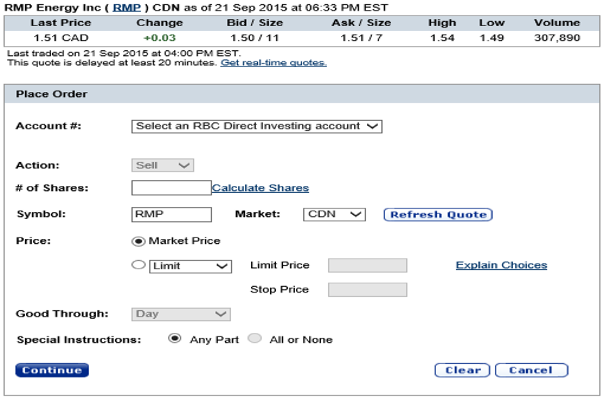 RMP Energy Inc ( RMP ) CDN as of 21 Sep 2015 at 06:33 PM EST
Last Price Change Bid / Size Ask / Size High Low Volume
1.51 CAD +0.03 1.50 / 11 1.51 / 7 1.54 1.49 307,890
Last traded on 21 Sep 2015 at 04:00 PM EST.
This quote is delayed at least 20 minutes. Get real-time quotes.
Place Order
Account #: Select an RBC Direct Investing account
Action: Sell
# of Shares: Calculate Shares
Symbol: RMP Market: CDN Refresh Quote
Price: Market Price
Limit Limit Price Explain Choices
Stop Price
Good Through: Day
Special Instructions: Any Part All or None
Continue Clear Cancel